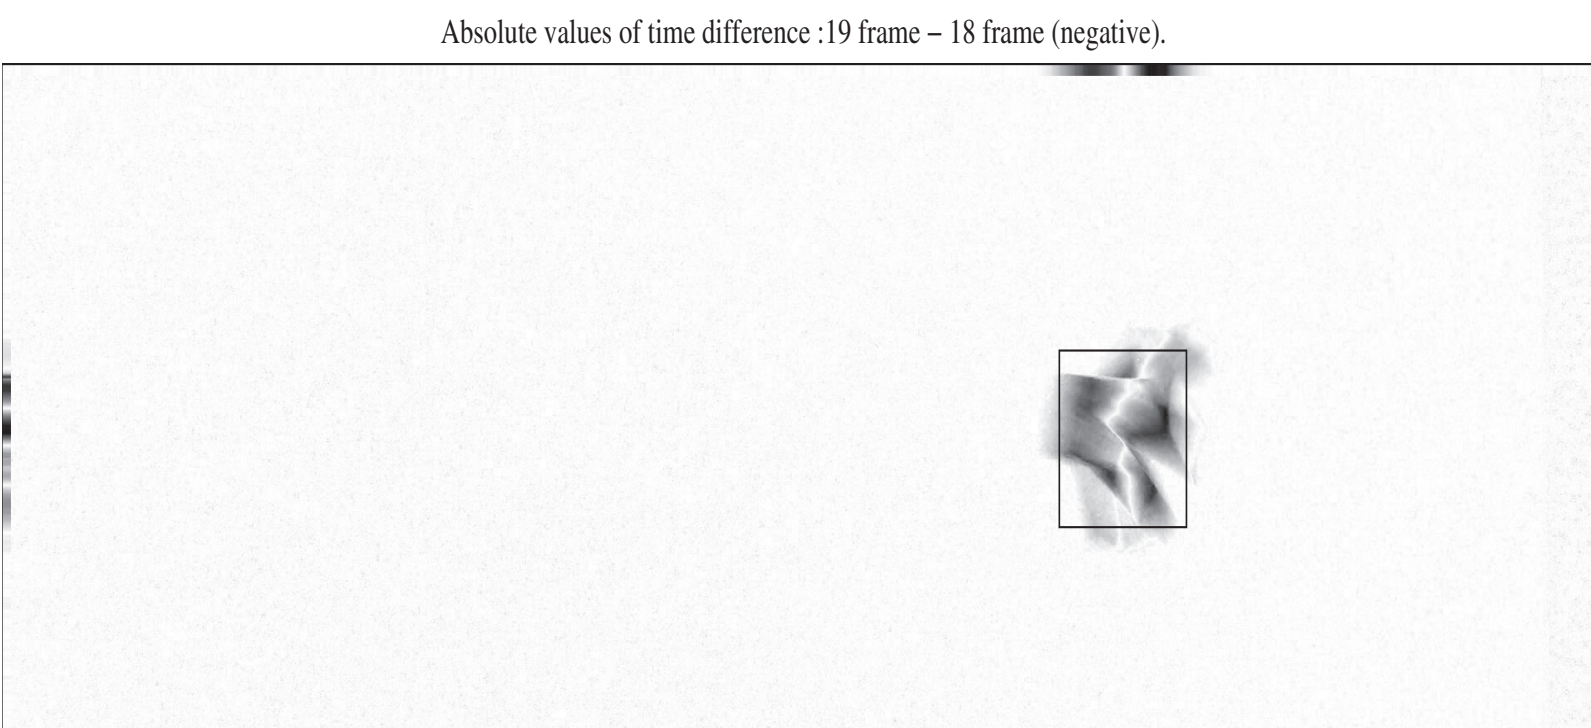 Absolute values of time difference :19 frame – 18 frame (negative).